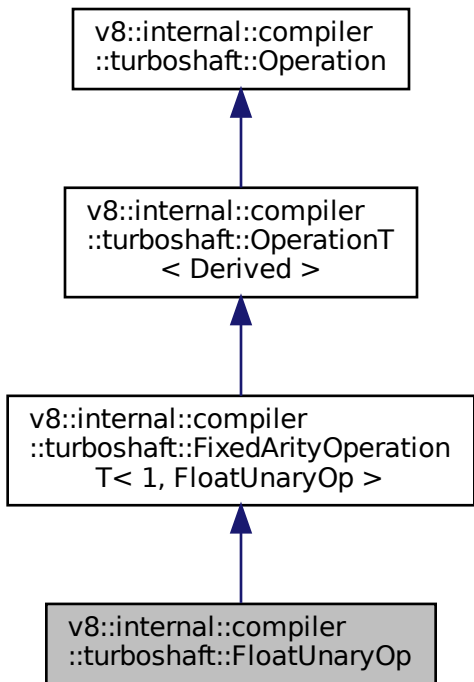 v8::internal::compiler
::turboshaft::Operation
v8::internal::compiler
::turboshaft::OperationT
< Derived >
v8::internal::compiler
::turboshaft::FixedArityOperation
T< 1, FloatUnaryOp >
v8::internal::compiler
::turboshaft::FloatUnaryOp